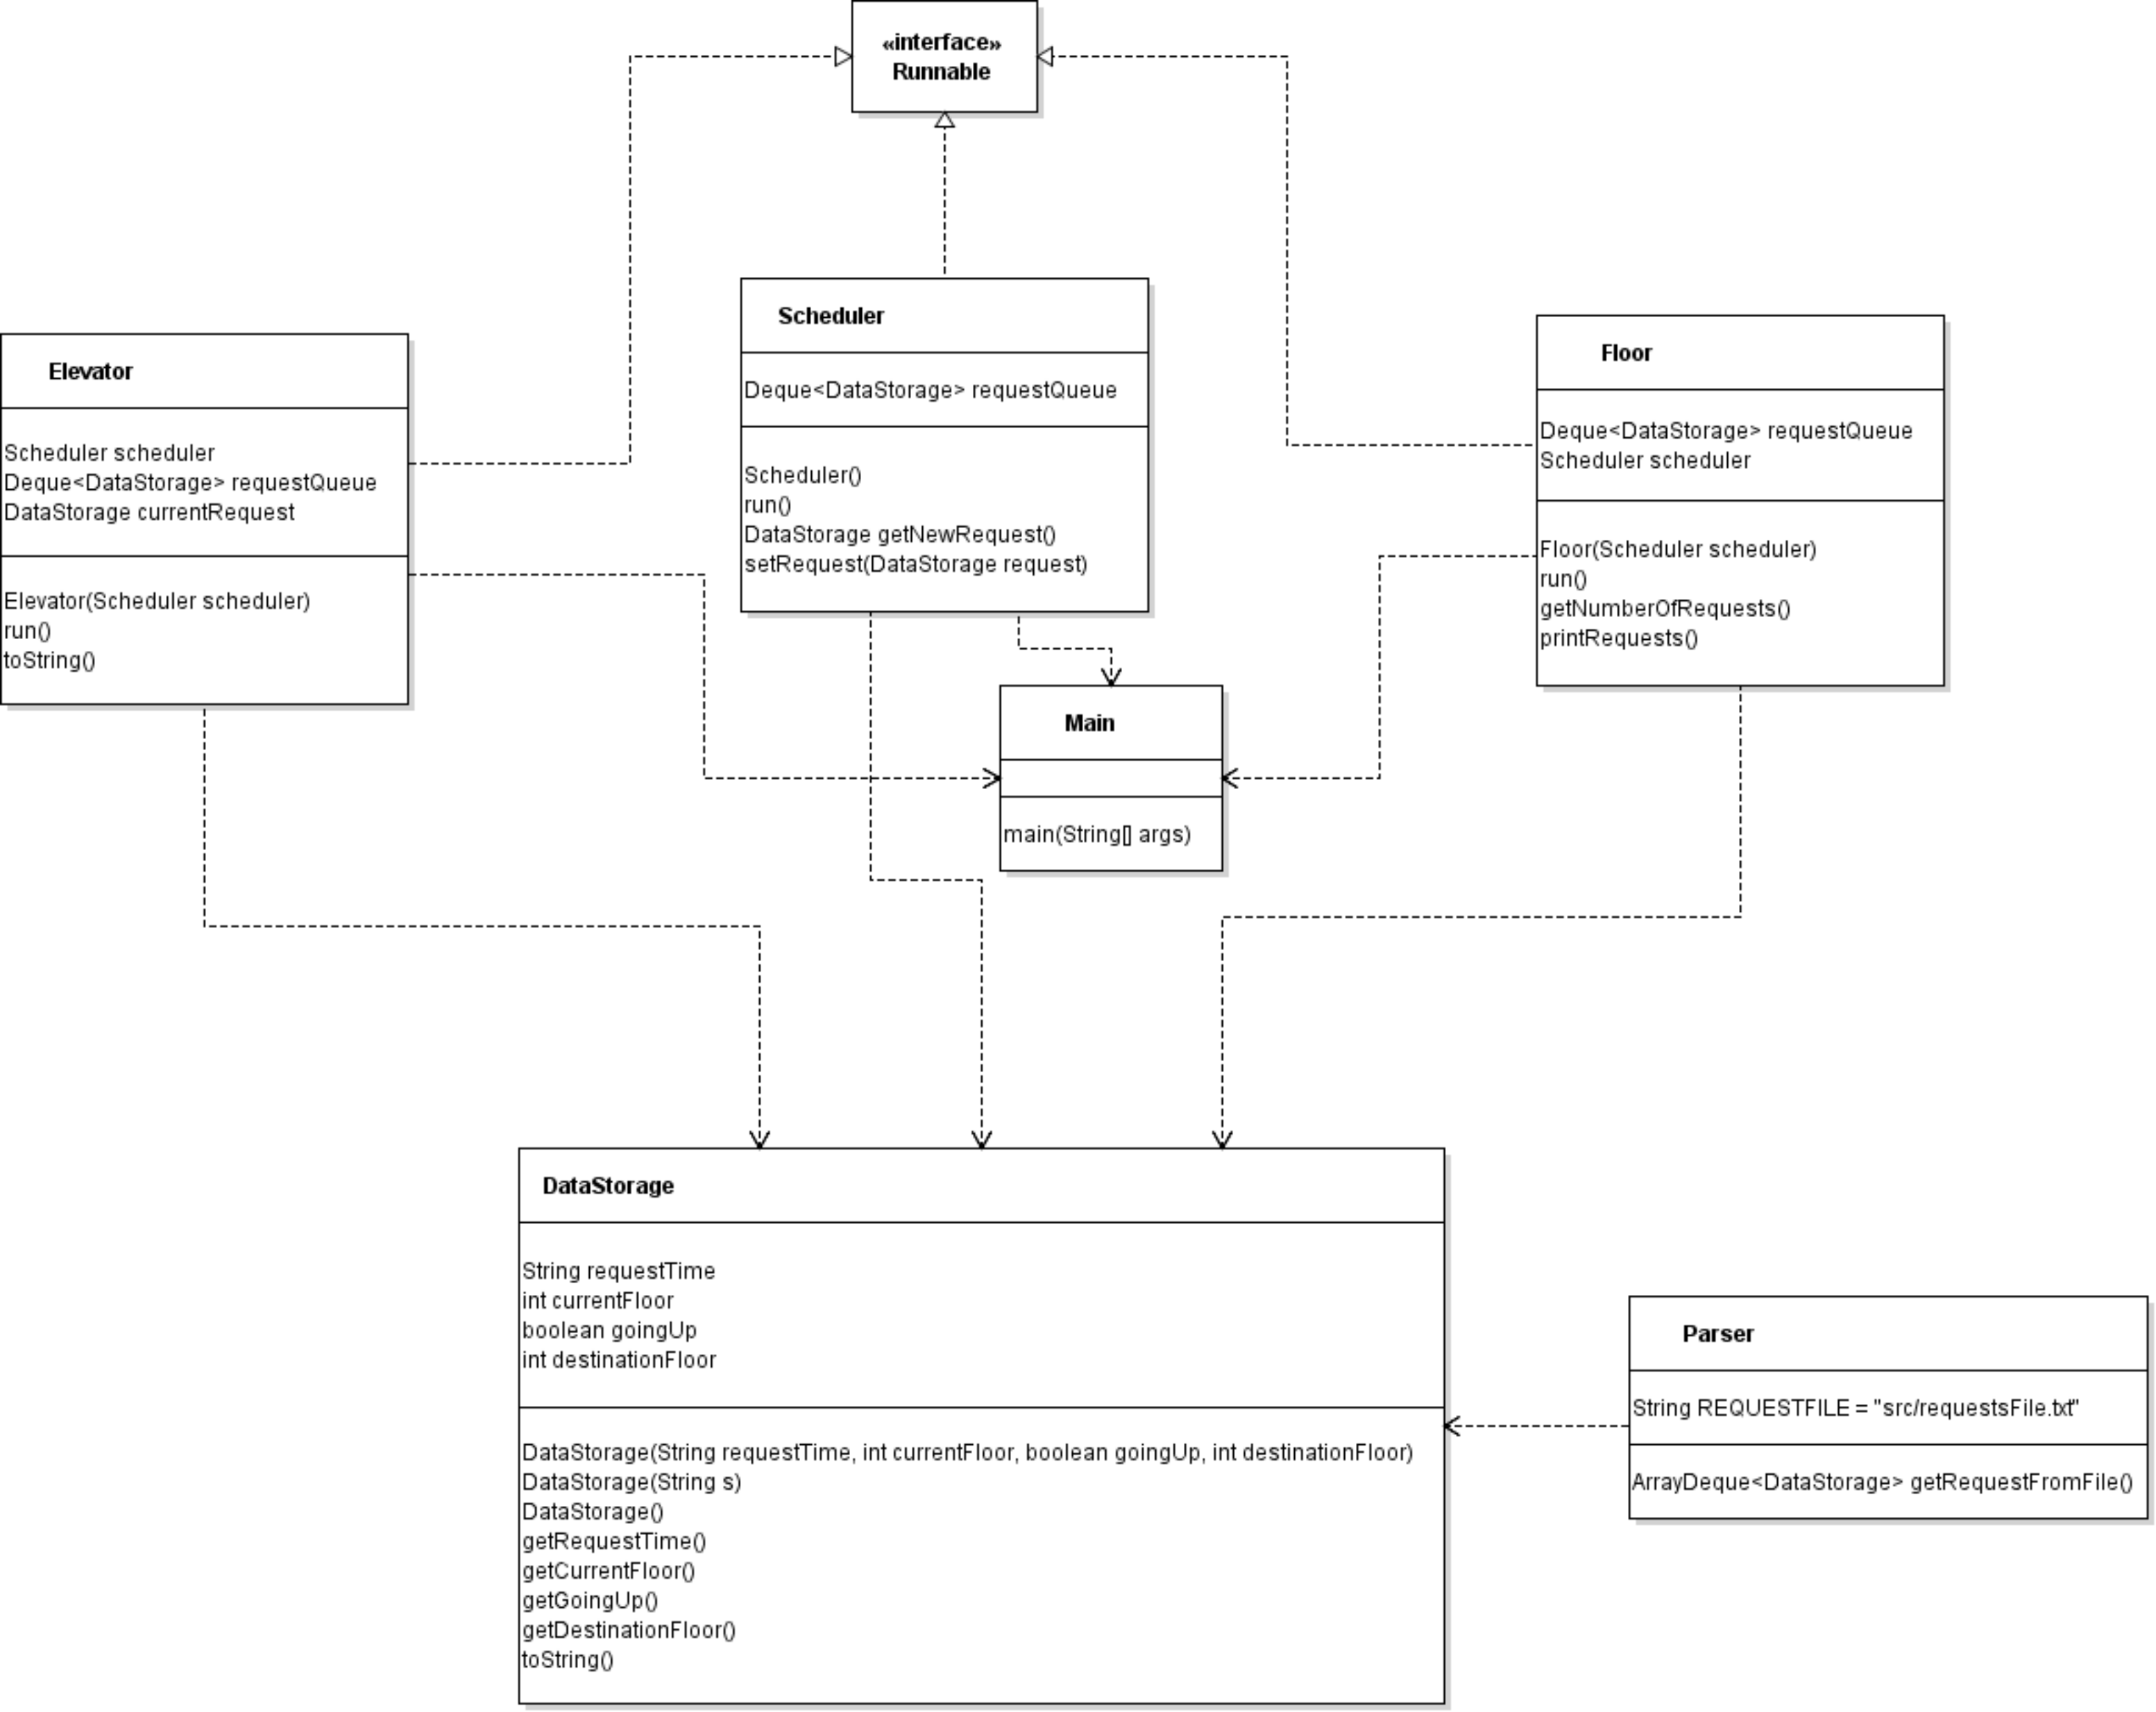 «interface»
Runnable
Scheduler
Deque<DataStorage> requestQueue
Scheduler()
run()
DataStorage getNewRequest()
setRequest(DataStorage request)
Elevator
Scheduler scheduler
Deque<DataStorage> requestQueue
DataStorage currentRequest
Elevator(Scheduler scheduler)
run()
toString()
Floor
Deque<DataStorage> requestQueue
Scheduler scheduler
Floor(Scheduler scheduler)
run()
getNumberOfRequests()
printRequests()
Main
main(String[] args)
DataStorage
String requestTime
int currentFloor
boolean goingUp
int destinationFloor
DataStorage(String requestTime, int currentFloor, boolean goingUp, int destinationFloor)
DataStorage(String s)
DataStorage()
getRequestTime()
getCurrentFloor()
getGoingUp()
getDestinationFloor()
toString()
Parser
String REQUESTFILE = "src/requestsFile.txt"
ArrayDeque<DataStorage> getRequestFromFile()